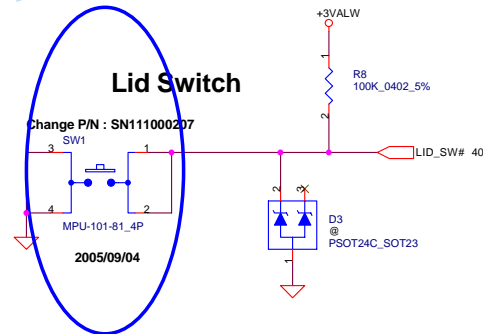 +3VALW
1
R8
100K_0402_5%
2
Lid Switch
Change P/N : SN111000207
SW1
3
1
LID_SW# 40
4
2
MPU-101-81_4P
2
3
D3
@
PSOT24C_SOT23
1
2005/09/04